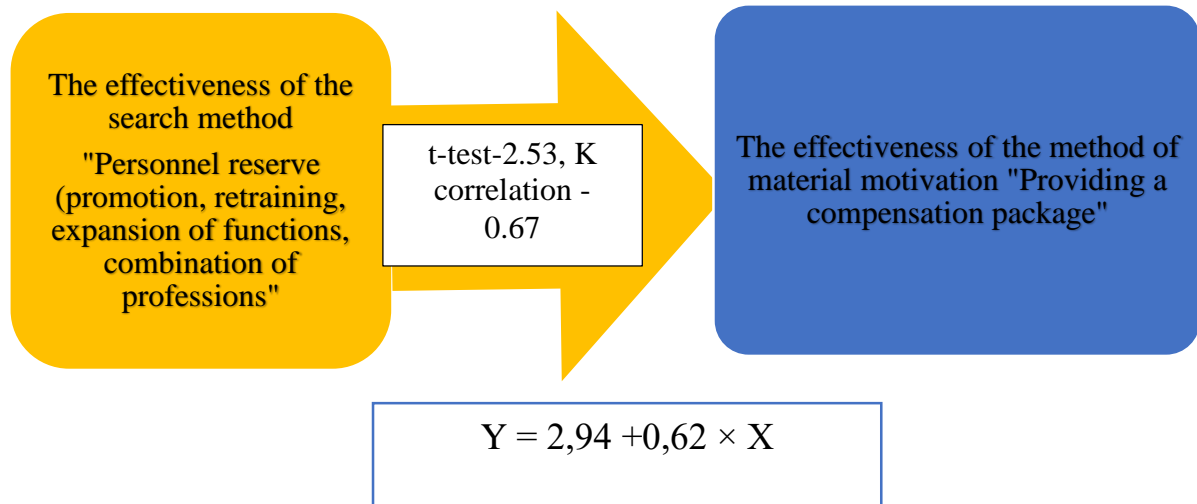 The effectiveness of the
search method
"Personnel reserve
(promotion, retraining,
expansion of functions,
combination of
professions"
t-test-2.53, K
correlation -
0.67
The effectiveness of the method of
material motivation "Providing a
compensation package"
Y = 2,94 +0,62 × X